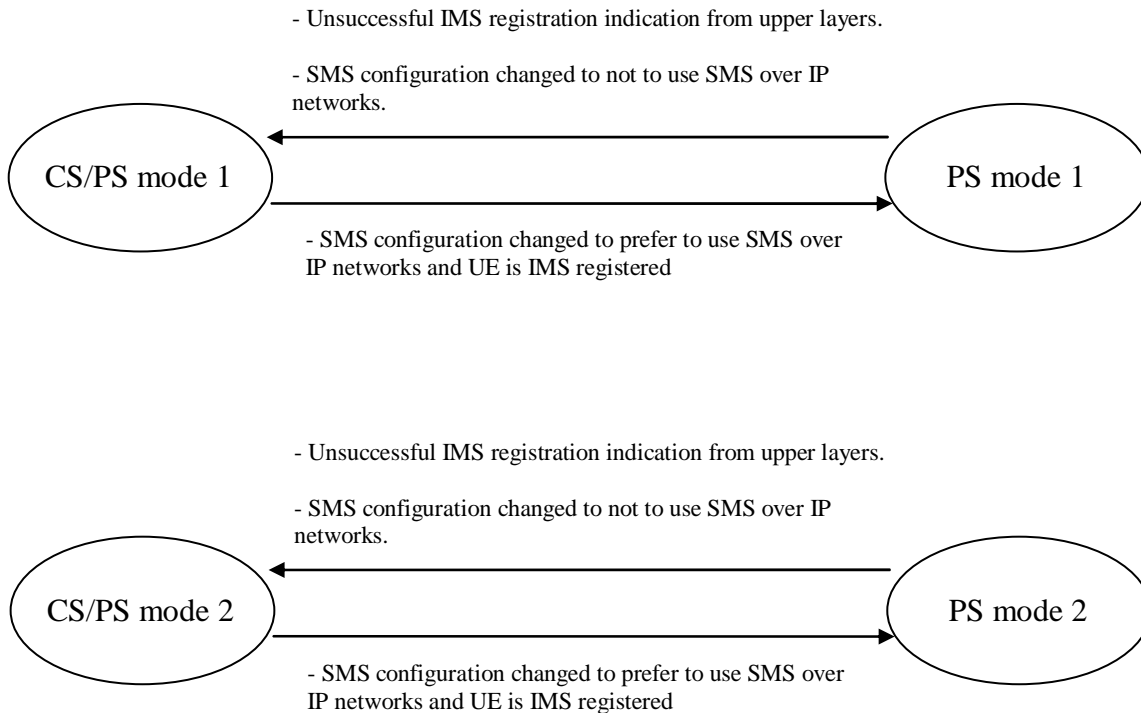 - Unsuccessful IMS registration indication from upper layers.
- SMS configuration changed to not to use SMS over IP
networks.
CS/PS mode 1
PS mode 1
- SMS configuration changed to prefer to use SMS over
IP networks and UE is IMS registered
- Unsuccessful IMS registration indication from upper layers.
- SMS configuration changed to not to use SMS over IP
networks.
CS/PS mode 2
PS mode 2
- SMS configuration changed to prefer to use SMS over
IP networks and UE is IMS registered